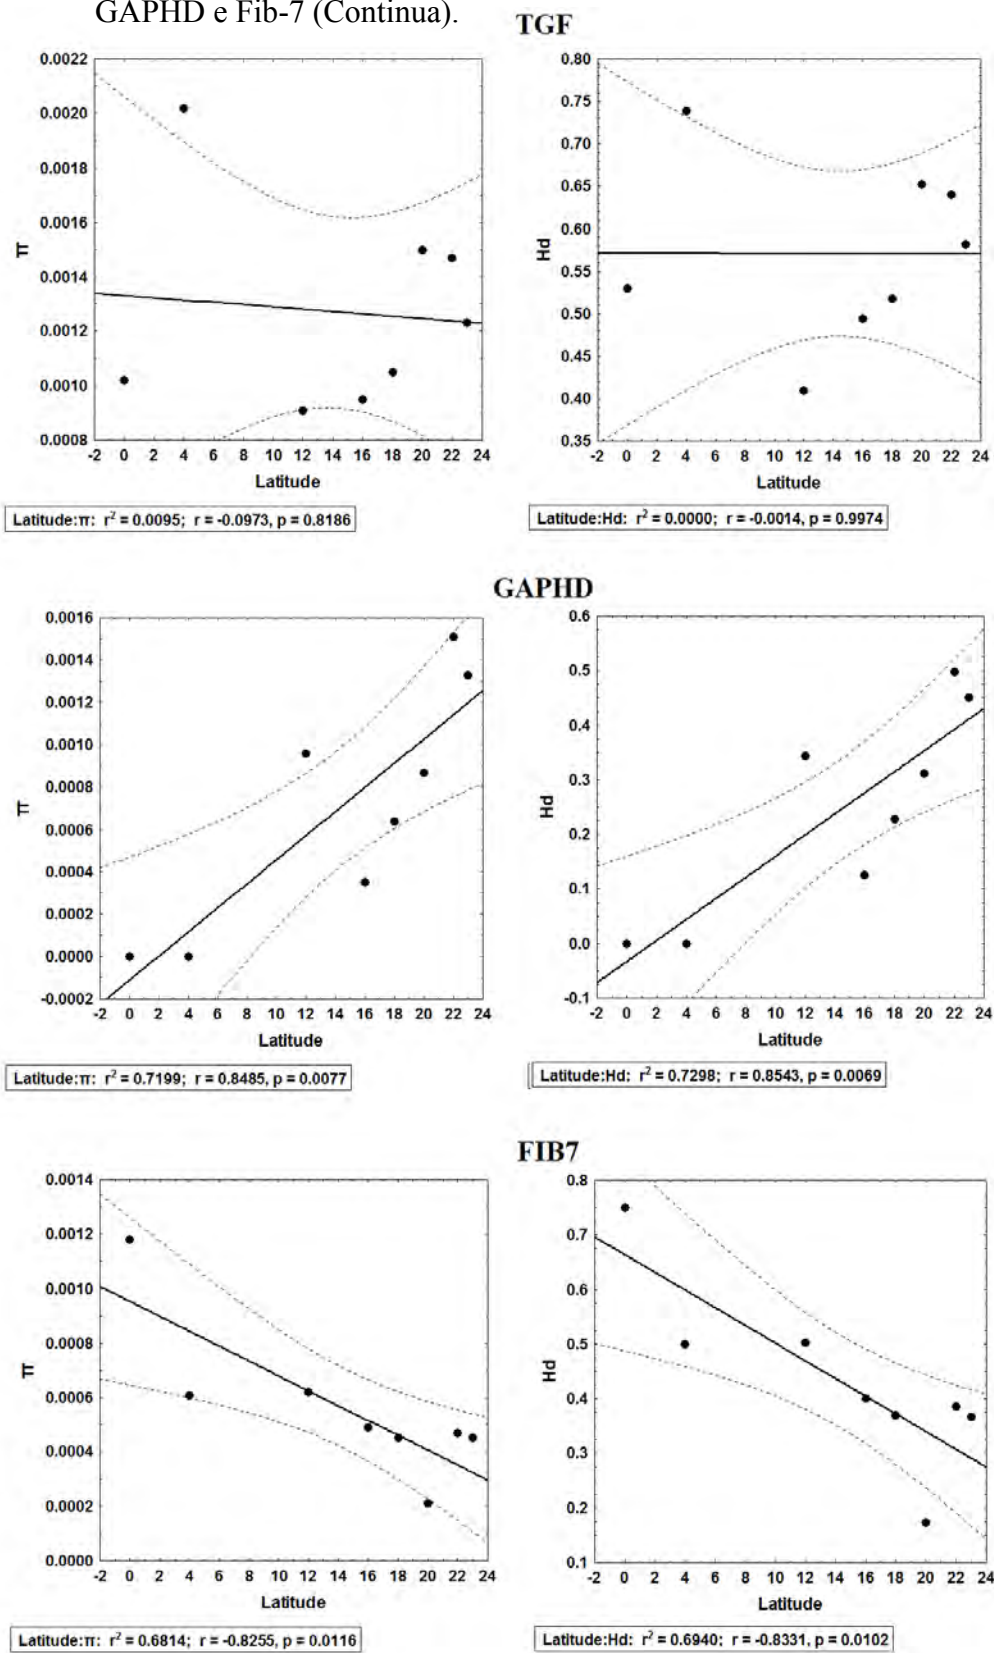 GAPHD e Fib-7 (Continua).
TGF
0.0022
0.0020
0.0018
0.0016
0.0014
0.0012
0.0010
0.0008
π
-2 0 2 4 6 8 10 12 14 16 18 20 22 24
Latitude
Latitude:π: r² = 0.0095; r = -0.0973, p = 0.8186
0.80
0.75
0.70
0.65
0.60
0.55
0.50
0.45
0.40
0.35
Hd
-2 0 2 4 6 8 10 12 14 16 18 20 22 24
Latitude
Latitude:Hd: r² = 0.0000; r = -0.0014, p = 0.9974
GAPHD
0.0016
0.0014
0.0012
0.0010
0.0008
0.0006
0.0004
0.0002
0.0000
-0.0002
π
-2 0 2 4 6 8 10 12 14 16 18 20 22 24
Latitude
Latitude:π: r² = 0.7199; r = 0.8485, p = 0.0077
0.6
0.5
0.4
0.3
0.2
0.1
0.0
-0.1
Hd
-2 0 2 4 6 8 10 12 14 16 18 20 22 24
Latitude
Latitude:Hd: r² = 0.7298; r = 0.8543, p = 0.0069
FIB7
0.0014
0.0012
0.0010
0.0008
0.0006
0.0004
0.0002
0.0000
π
-2 0 2 4 6 8 10 12 14 16 18 20 22 24
Latitude
Latitude:π: r² = 0.6814; r = -0.8255, p = 0.0116
0.8
0.7
0.6
0.5
0.4
0.3
0.2
0.1
Hd
-2 0 2 4 6 8 10 12 14 16 18 20 22 24
Latitude
Latitude:Hd: r² = 0.6940; r = -0.8331, p = 0.0102